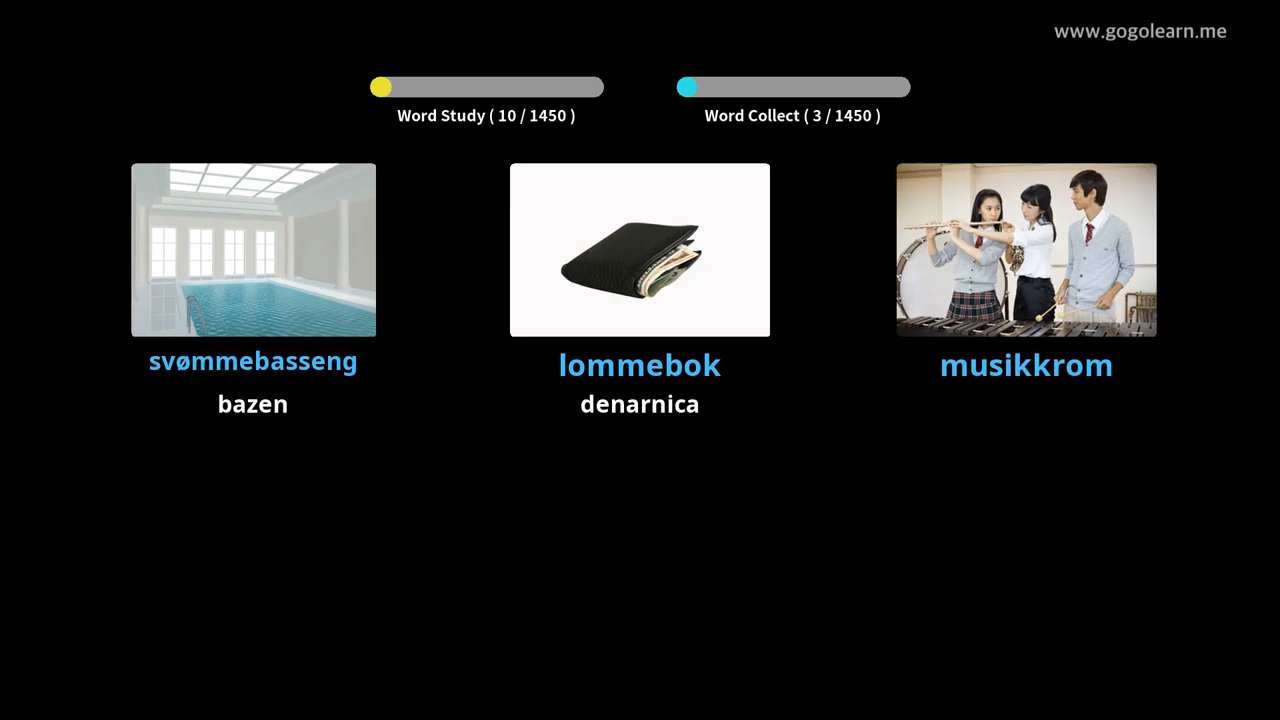 www.gogolearn.me
Word Study ( 10 / 1450 )
Word Collect ( 3 / 1450 )
svømmebasseng
lommebok
musikkrom
bazen
denarnica